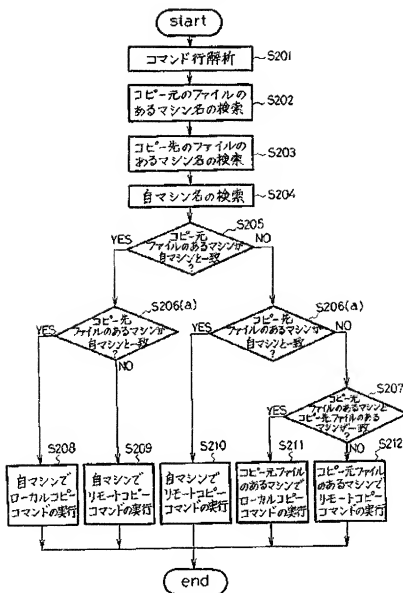 start
コマンド行解析
S201
コピー元のファイルの
あるマシン名の検索
S202
コピー先のファイルの
あるマシン名の検索
S203
自マシン名の検索
S204
S205
コピー元
ファイルのあるマシンが
自マシンと一致
?
YES
NO
S206(a)
コピー先
ファイルのあるマシンが
自マシンと一致
?
YES
NO
S206(a)
コピー先
ファイルのあるマシンが
自マシンと一致
?
YES
NO
S207
コピー元
ファイルのあるマシンと
コピー先ファイルのある
マシンが一致
?
YES
NO
S208
自マシンで
ローカルコピー
コマンドの実行
S209
自マシンで
リモートコピー
コマンドの実行
S210
自マシンで
リモートコピー
コマンドの実行
S211
コピー元ファイル
のあるマシンで
ローカルコピー
コマンドの実行
S212
コピー元ファイル
のあるマシンで
リモートコピー
コマンドの実行
end